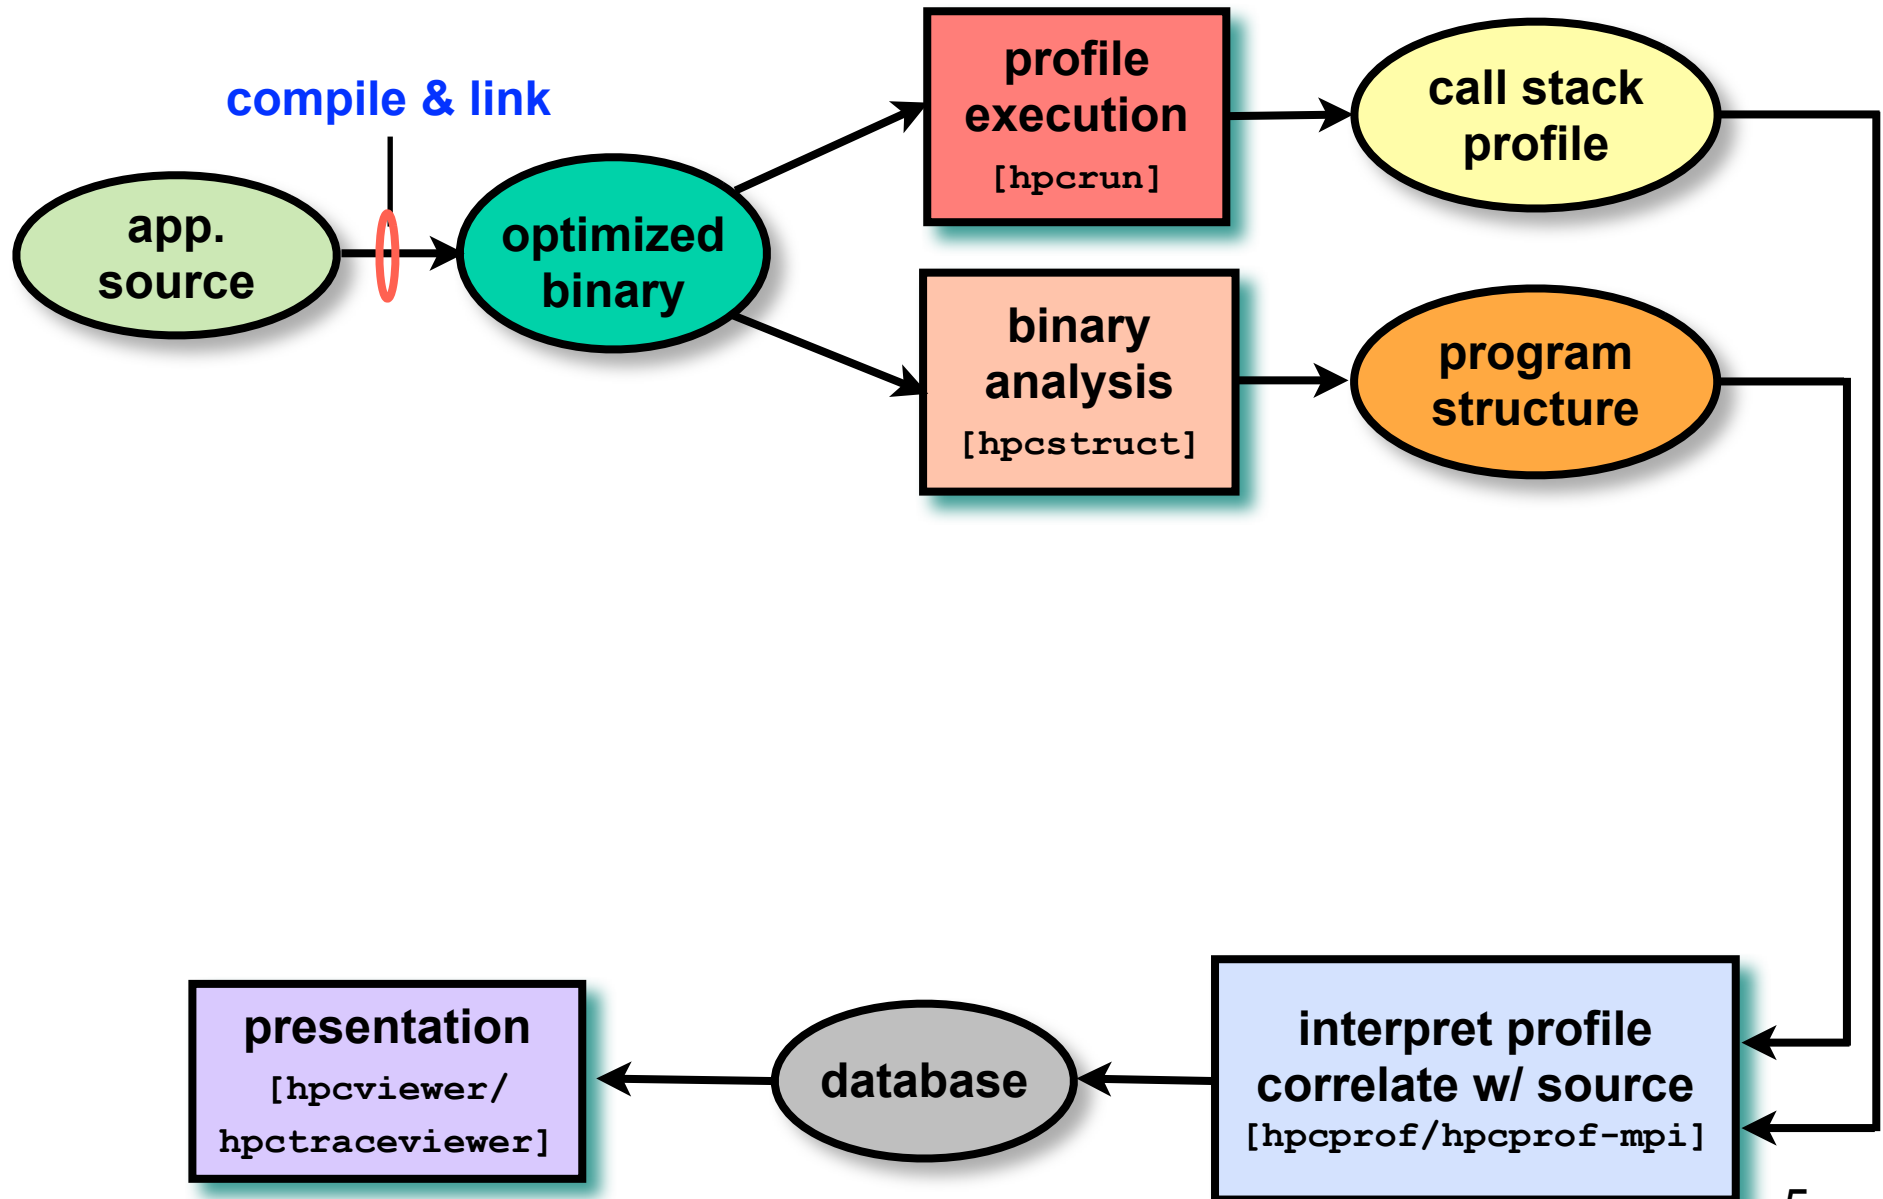 compile & link
app.
source
optimized
binary
profile
execution
[hpcrun]
call stack
profile
binary
analysis
[hpcstruct]
program
structure
presentation
[hpcviewer/
hpctraceviewer]
database
interpret profile
correlate w/ source
[hpcprof/hpcprof-mpi]